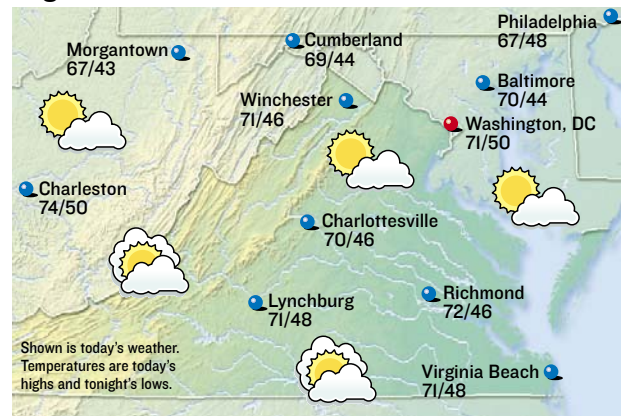 Philadelphia
67/48
Morgantown
67/43
Cumberland
69/44
Baltimore
70/44
Winchester
71/46
Washington, DC
71/50
Charleston
74/50
Charlottesville
70/46
Lynchburg
71/48
Richmond
72/46
Shown is today's weather.
Temperatures are today's
highs and tonight's lows.
Virginia Beach
71/48